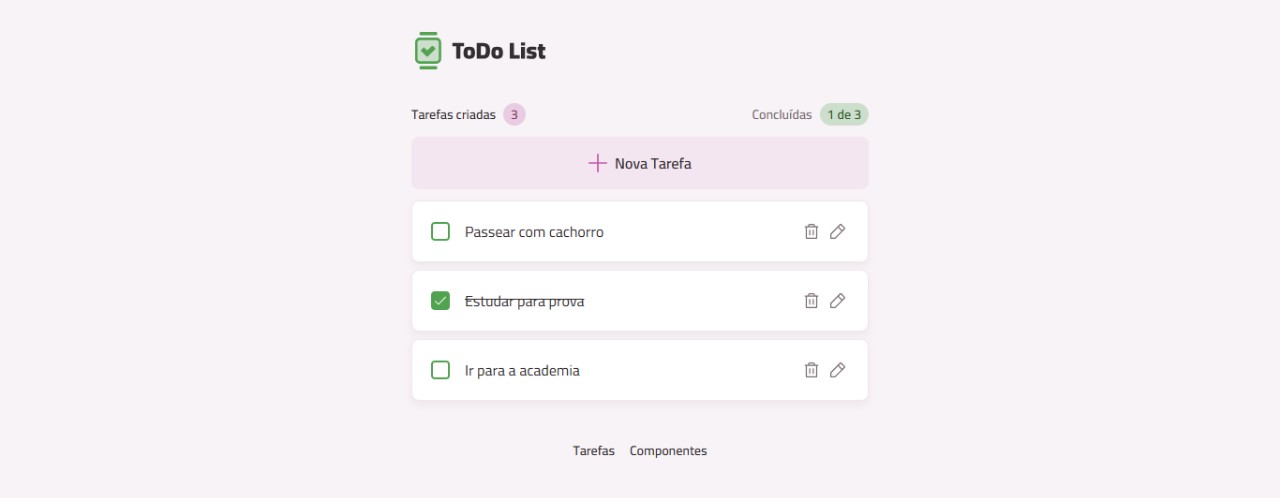 ToDo List
Tarefas criadas 3 Concluídas 1 de 3
Nova Tarefa
Passear com cachorro
Estudar para prova
Ir para a academia
Tarefas Componentes